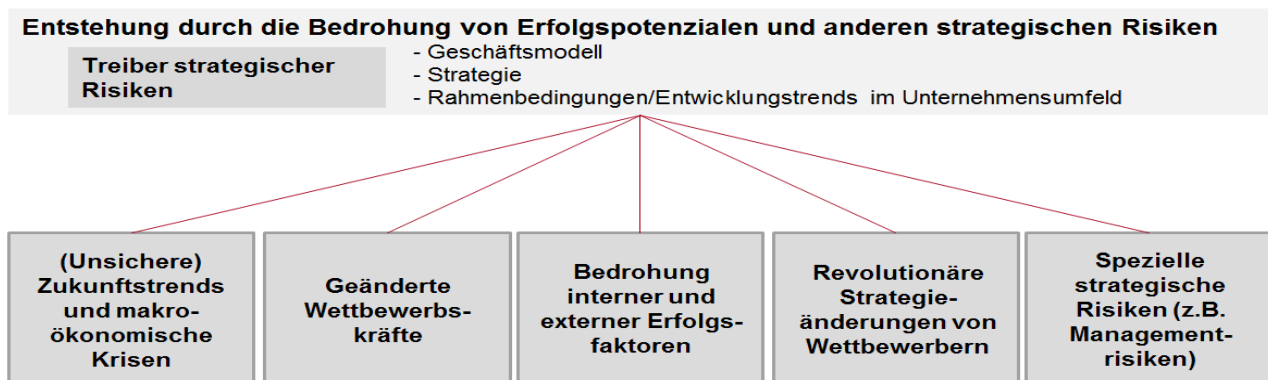 Entstehung durch die Bedrohung von Erfolgspotenzialen und anderen strategischen Risiken
Treiber strategischer
Risiken
- Geschäftsmodell
- Strategie
- Rahmenbedingungen/Entwicklungstrends im Unternehmensumfeld
(Unsichere)
Zukunftstrends
und makro-
ökonomische
Krisen
Geänderte
Wettbewerbs-
kräfte
Bedrohung
interner und
externer Erfolgs-
faktoren
Revolutionäre
Strategie-
änderungen von
Wettbewerbern
Spezielle
strategische
Risiken (z.B.
Management-
risiken)